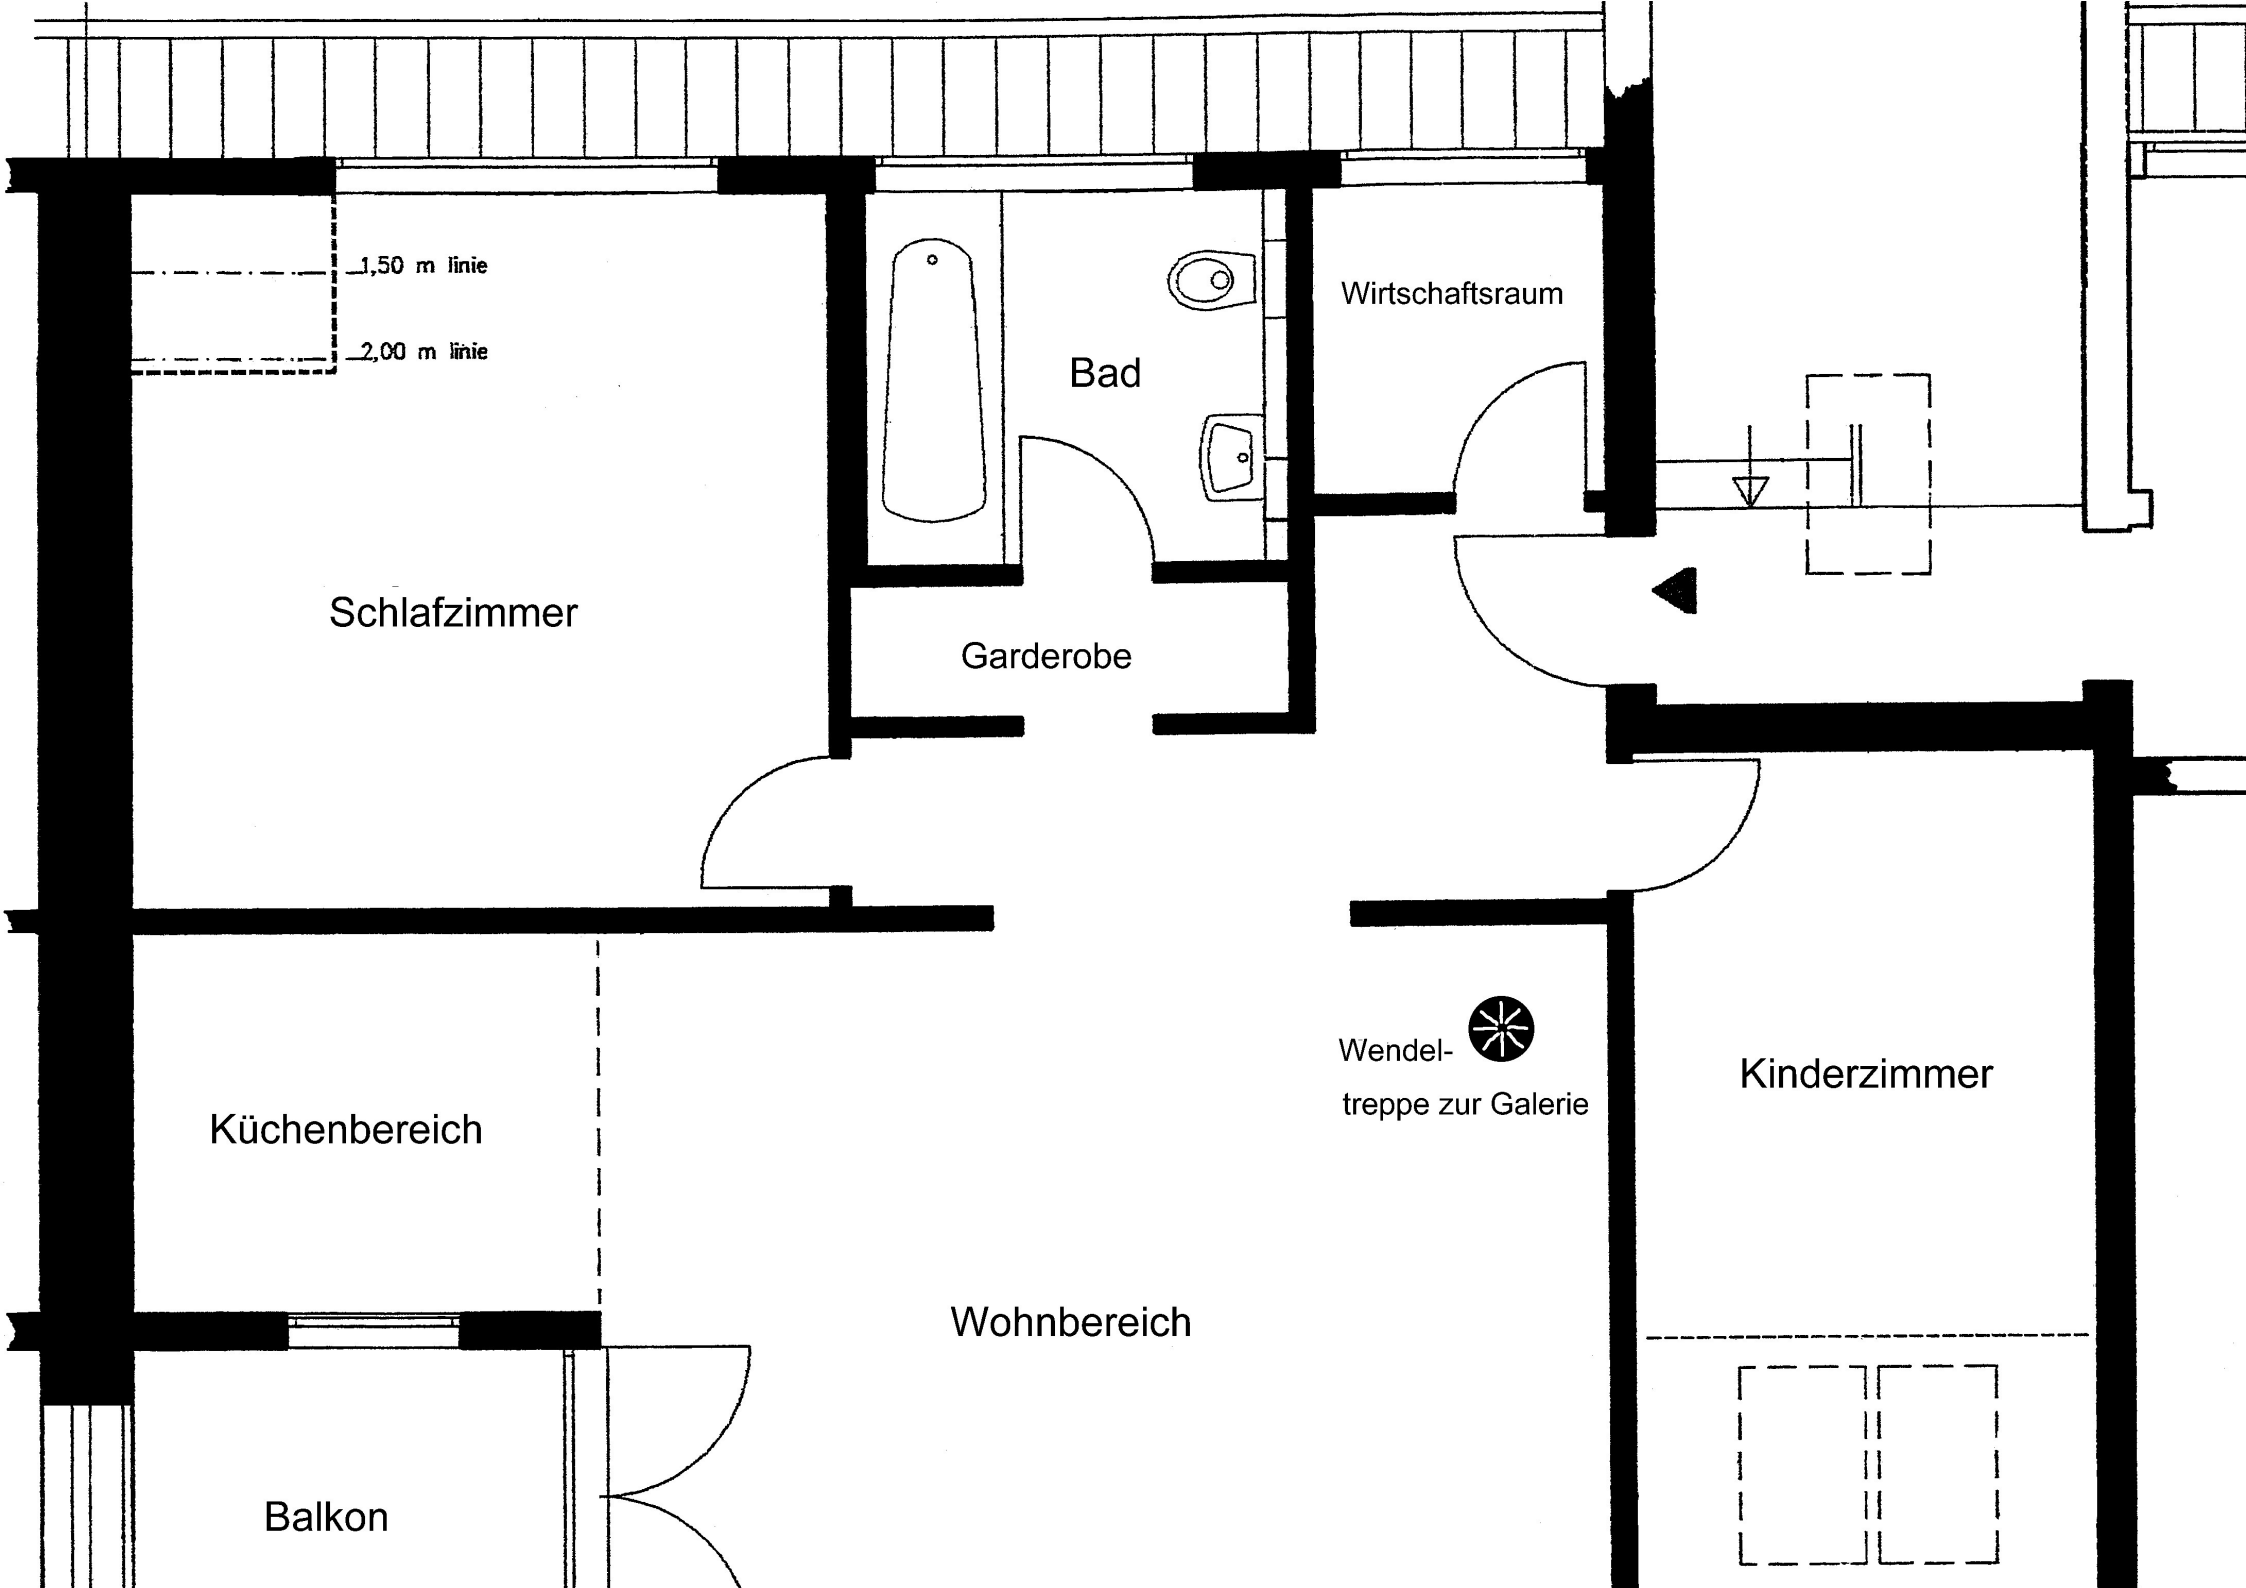 1,50 m linie
2,00 m linie
Wirtschaftsraum
Bad
Schlafzimmer
Garderobe
Wendel-
treppe zur Galerie
Kinderzimmer
Küchenbereich
Wohnbereich
Balkon